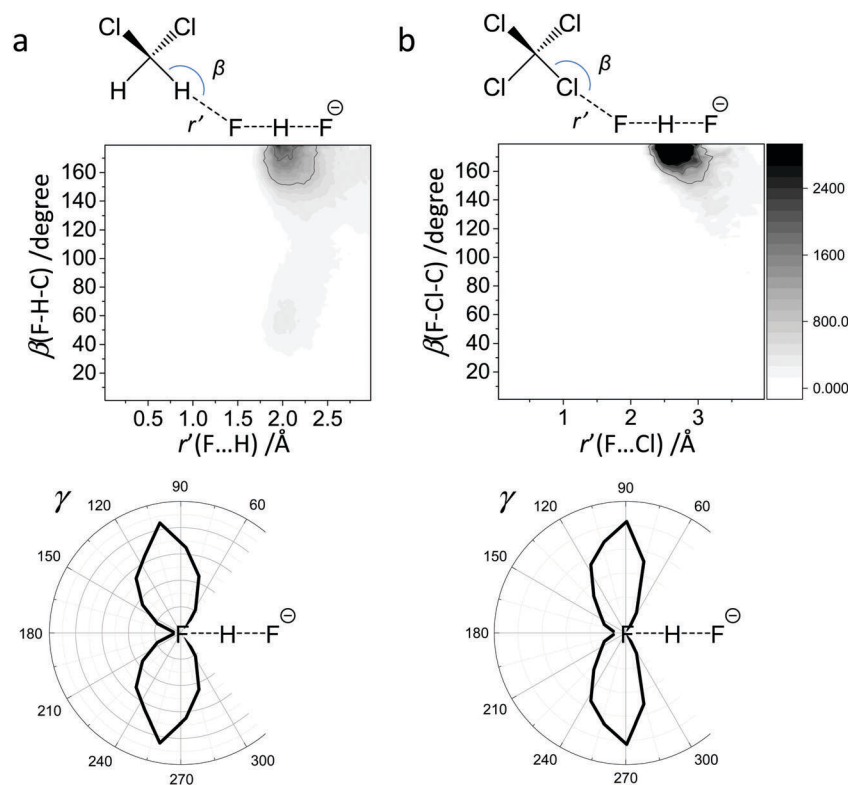 a
Cl Cl
H H β
r' F H F ⊖
β(F-H-C) /degree
160
140
120
100
80
60
40
20
0.5 1.0 1.5 2.0 2.5
r'(F...H) /Å
b
Cl Cl
Cl Cl β
r' F H F ⊖
β(F-Cl-C) /degree
160
140
120
100
80
60
40
20
1 2 3
r'(F...Cl) /Å
2400
1600
800.0
0.000
γ
90
120 60
150
180 F H F ⊖
210
240 300
270
γ
90
120 60
150
180 F H F ⊖
210
240 300
270